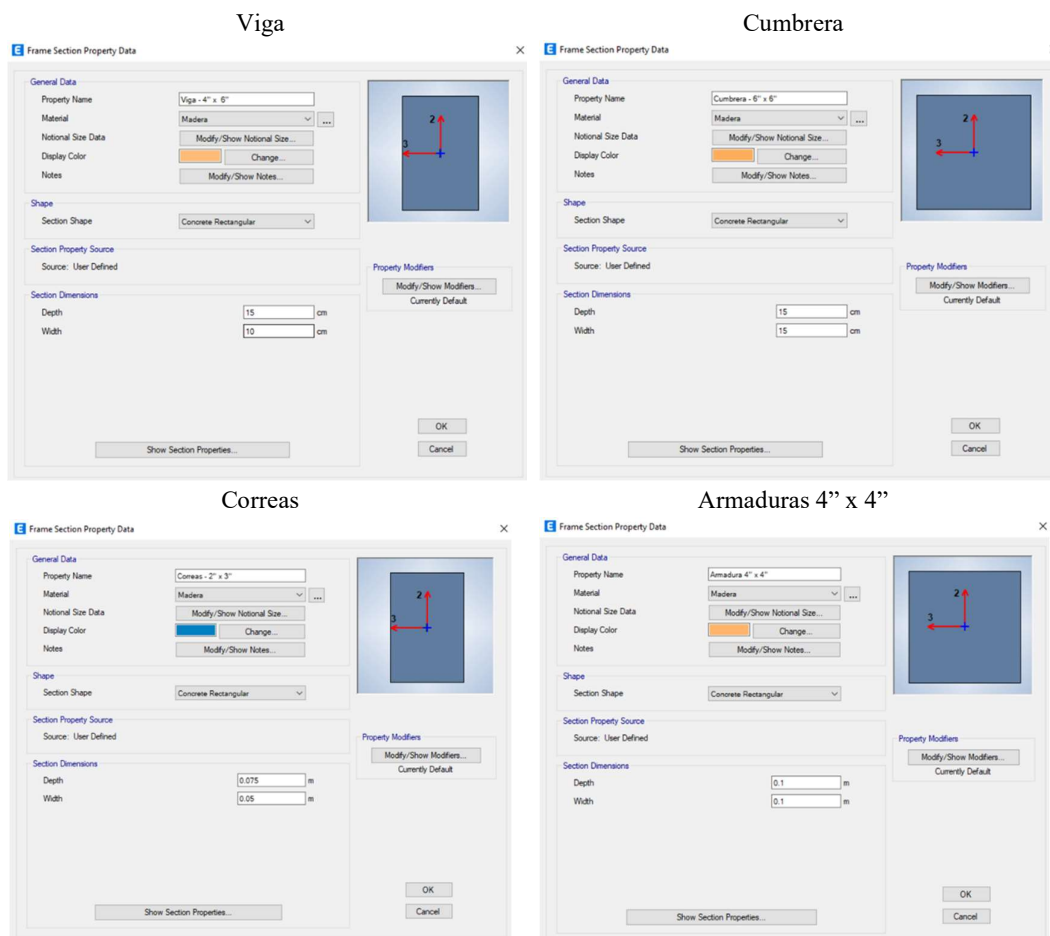 Viga
Frame Section Property Data
General Data
Property Name Viga - 4" x 6"
Material Madera ...
Notional Size Data Modify/Show Notional Size...
Display Color Change...
Notes Modify/Show Notes...
2
3
Shape
Section Shape Concrete Rectangular
Section Property Source
Source: User Defined
Property Modifiers
Modify/Show Modifiers...
Currently Default
Section Dimensions
Depth 15 cm
Width 10 cm
OK
Show Section Properties... Cancel
Cumbrera
Frame Section Property Data
General Data
Property Name Cumbrera - 6" x 6"
Material Madera ...
Notional Size Data Modify/Show Notional Size...
Display Color Change...
Notes Modify/Show Notes...
2
3
Shape
Section Shape Concrete Rectangular
Section Property Source
Source: User Defined
Property Modifiers
Modify/Show Modifiers...
Currently Default
Section Dimensions
Depth 15 cm
Width 15 cm
OK
Show Section Properties... Cancel
Correas
Frame Section Property Data
General Data
Property Name Correas - 2" x 3"
Material Madera ...
Notional Size Data Modify/Show Notional Size...
Display Color Change...
Notes Modify/Show Notes...
2
3
Shape
Section Shape Concrete Rectangular
Section Property Source
Source: User Defined
Property Modifiers
Modify/Show Modifiers...
Currently Default
Section Dimensions
Depth 0.075 m
Width 0.05 m
OK
Show Section Properties... Cancel
Armaduras 4” x 4”
Frame Section Property Data
General Data
Property Name Armadura 4" x 4"
Material Madera ...
Notional Size Data Modify/Show Notional Size...
Display Color Change...
Notes Modify/Show Notes...
2
3
Shape
Section Shape Concrete Rectangular
Section Property Source
Source: User Defined
Property Modifiers
Modify/Show Modifiers...
Currently Default
Section Dimensions
Depth 0.1 m
Width 0.1 m
OK
Show Section Properties... Cancel